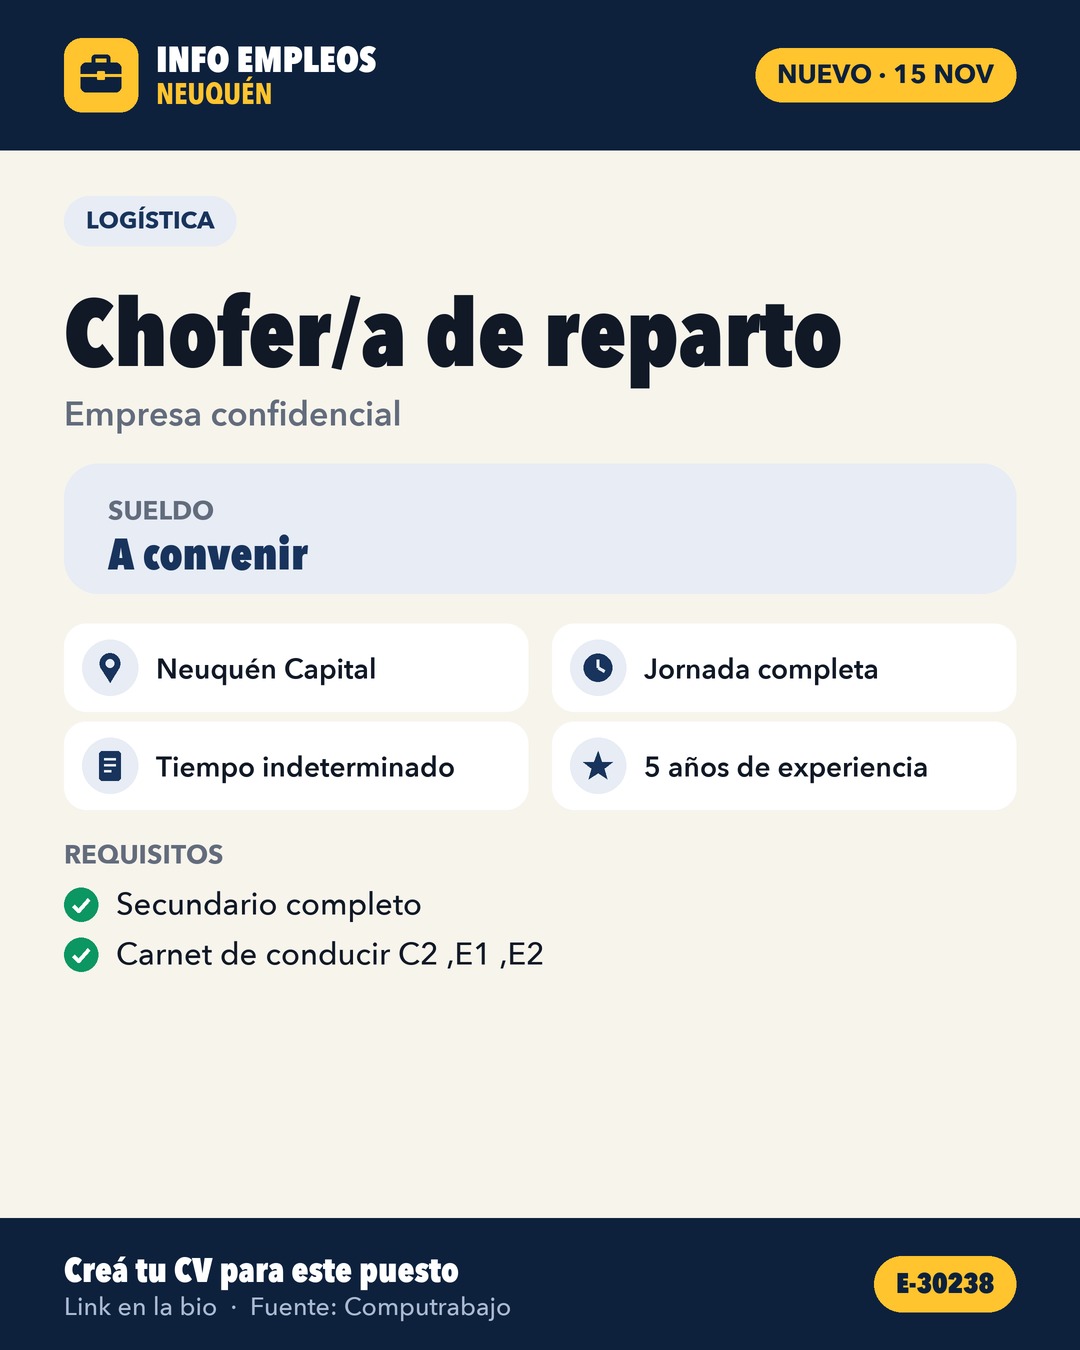 INFO EMPLEOS
NEUQUÉN
NUEVO · 15 NOV
LOGÍSTICA
Chofer/a de reparto
Empresa confidencial
SUELDO
A convenir
Neuquén Capital
Jornada completa
Tiempo indeterminado
5 años de experiencia
REQUISITOS
Secundario completo
Carnet de conducir C2 ,E1 ,E2
Creá tu CV para este puesto
Link en la bio · Fuente: Computrabajo
E-30238